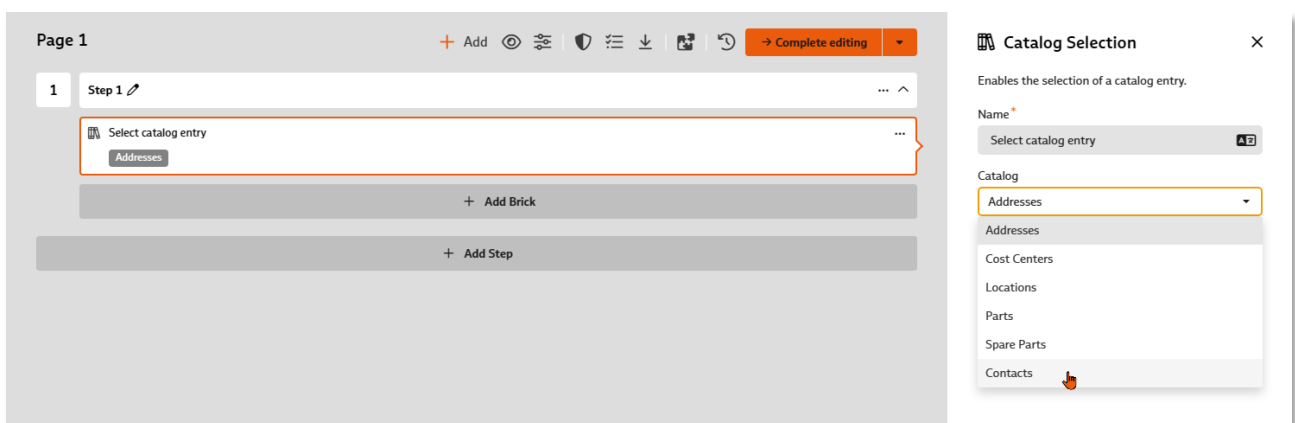 Page 1
+ Add
→ Complete editing
1
Step 1
Select catalog entry
Addresses
+ Add Brick
+ Add Step
Catalog Selection
Enables the selection of a catalog entry.
Name*
Select catalog entry
Catalog
Addresses
Addresses
Cost Centers
Locations
Parts
Spare Parts
Contacts